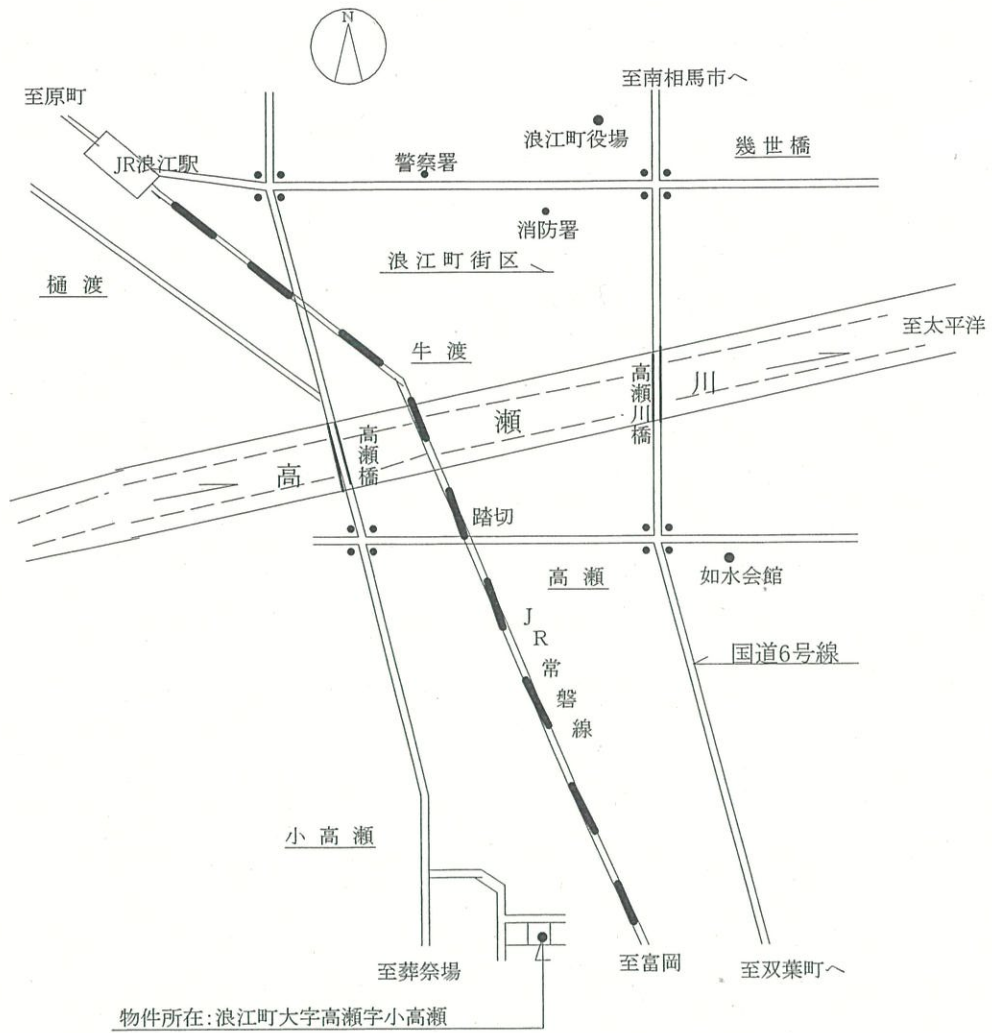 N
至原町
至南相馬市へ
浪江町役場
幾世橋
JR浪江駅
警察署
消防署
浪江町街区
樋渡
至太平洋
牛渡
高瀬川橋
川
瀬
高瀬橋
高
踏切
高瀬
如水会館
JR常磐線
国道6号線
小高瀬
至葬祭場
至富岡
至双葉町へ
物件所在:浪江町大字高瀬字小高瀬